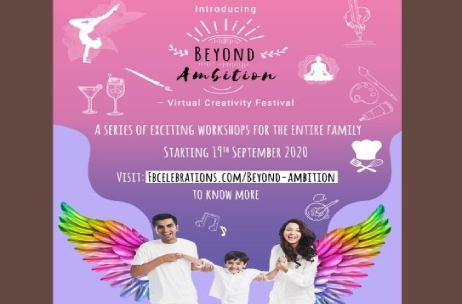 Introducing
BEYOND
Ambition
- Virtual Creativity Festival
A SERIES OF EXCITING WORKSHOPS FOR THE ENTIRE FAMILY
STARTING 19TH SEPTEMBER 2020
VISIT: FBCELEBRATIONS.COM/BEYOND-AMBITION
TO KNOW MORE